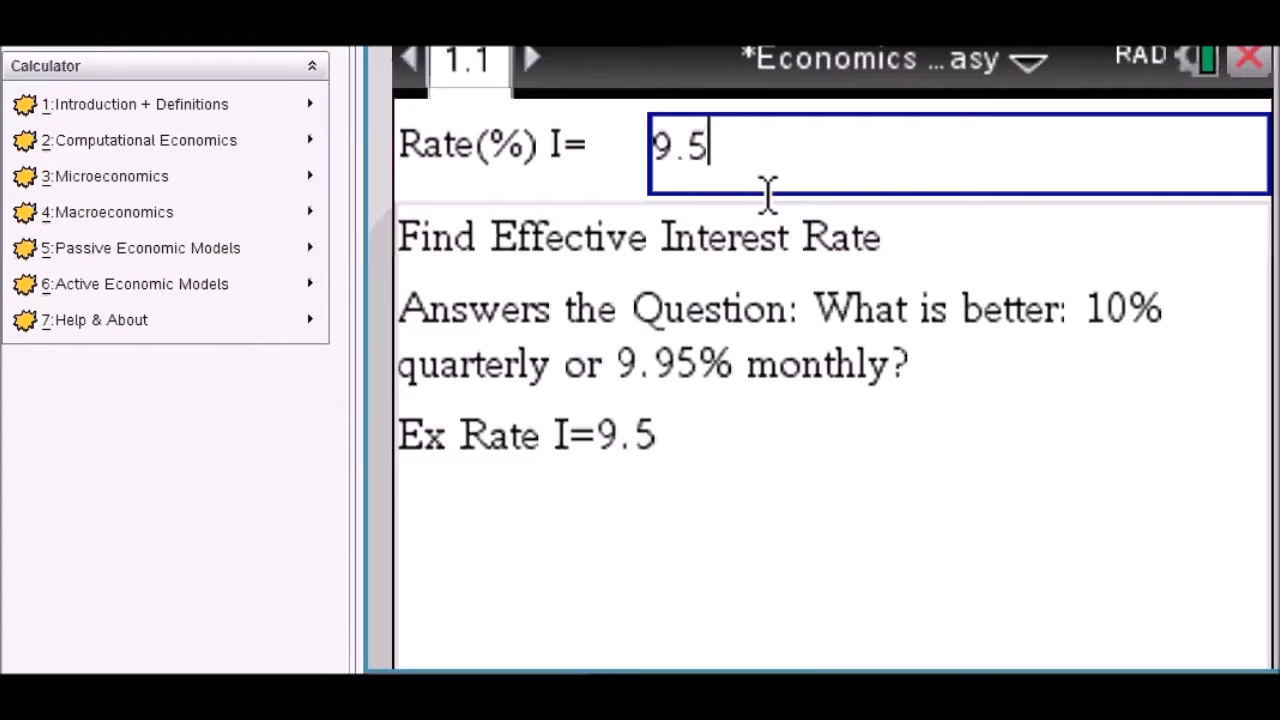 Calculator
1:Introduction + Definitions
2:Computational Economics
3:Microeconomics
4:Macroeconomics
5:Passive Economic Models
6:Active Economic Models
7:Help & About
1.1
*Economics ...asy
RAD
Rate(%) I=
9.5
Find Effective Interest Rate
Answers the Question: What is better: 10%
quarterly or 9.95% monthly?
Ex Rate I=9.5